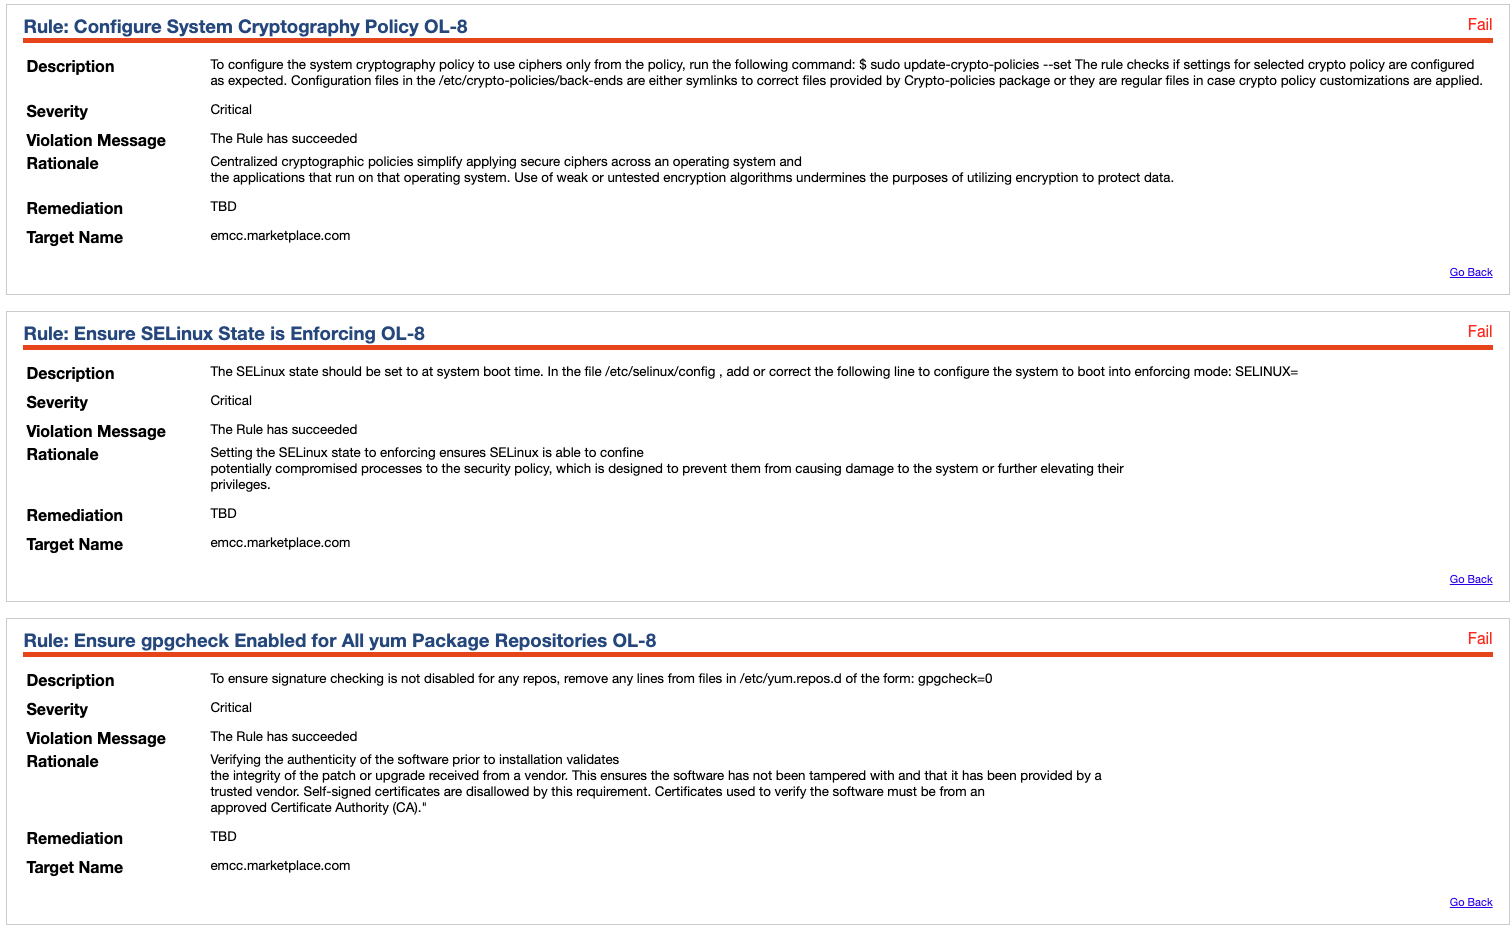 Rule: Configure System Cryptography Policy OL-8 Fail
Description To configure the system cryptography policy to use ciphers only from the policy, run the following command: $ sudo update-crypto-policies --set The rule checks if settings for selected crypto policy are configured
as expected. Configuration files in the /etc/crypto-policies/back-ends are either symlinks to correct files provided by Crypto-policies package or they are regular files in case crypto policy customizations are applied.
Severity Critical
Violation Message The Rule has succeeded
Rationale Centralized cryptographic policies simplify applying secure ciphers across an operating system and
the applications that run on that operating system. Use of weak or untested encryption algorithms undermines the purposes of utilizing encryption to protect data.
Remediation TBD
Target Name emcc.marketplace.com
Go Back
Rule: Ensure SELinux State is Enforcing OL-8 Fail
Description The SELinux state should be set to at system boot time. In the file /etc/selinux/config , add or correct the following line to configure the system to boot into enforcing mode: SELINUX=
Severity Critical
Violation Message The Rule has succeeded
Rationale Setting the SELinux state to enforcing ensures SELinux is able to confine
potentially compromised processes to the security policy, which is designed to prevent them from causing damage to the system or further elevating their
privileges.
Remediation TBD
Target Name emcc.marketplace.com
Go Back
Rule: Ensure gpgcheck Enabled for All yum Package Repositories OL-8 Fail
Description To ensure signature checking is not disabled for any repos, remove any lines from files in /etc/yum.repos.d of the form: gpgcheck=0
Severity Critical
Violation Message The Rule has succeeded
Rationale Verifying the authenticity of the software prior to installation validates
the integrity of the patch or upgrade received from a vendor. This ensures the software has not been tampered with and that it has been provided by a
trusted vendor. Self-signed certificates are disallowed by this requirement. Certificates used to verify the software must be from an
approved Certificate Authority (CA)."
Remediation TBD
Target Name emcc.marketplace.com
Go Back